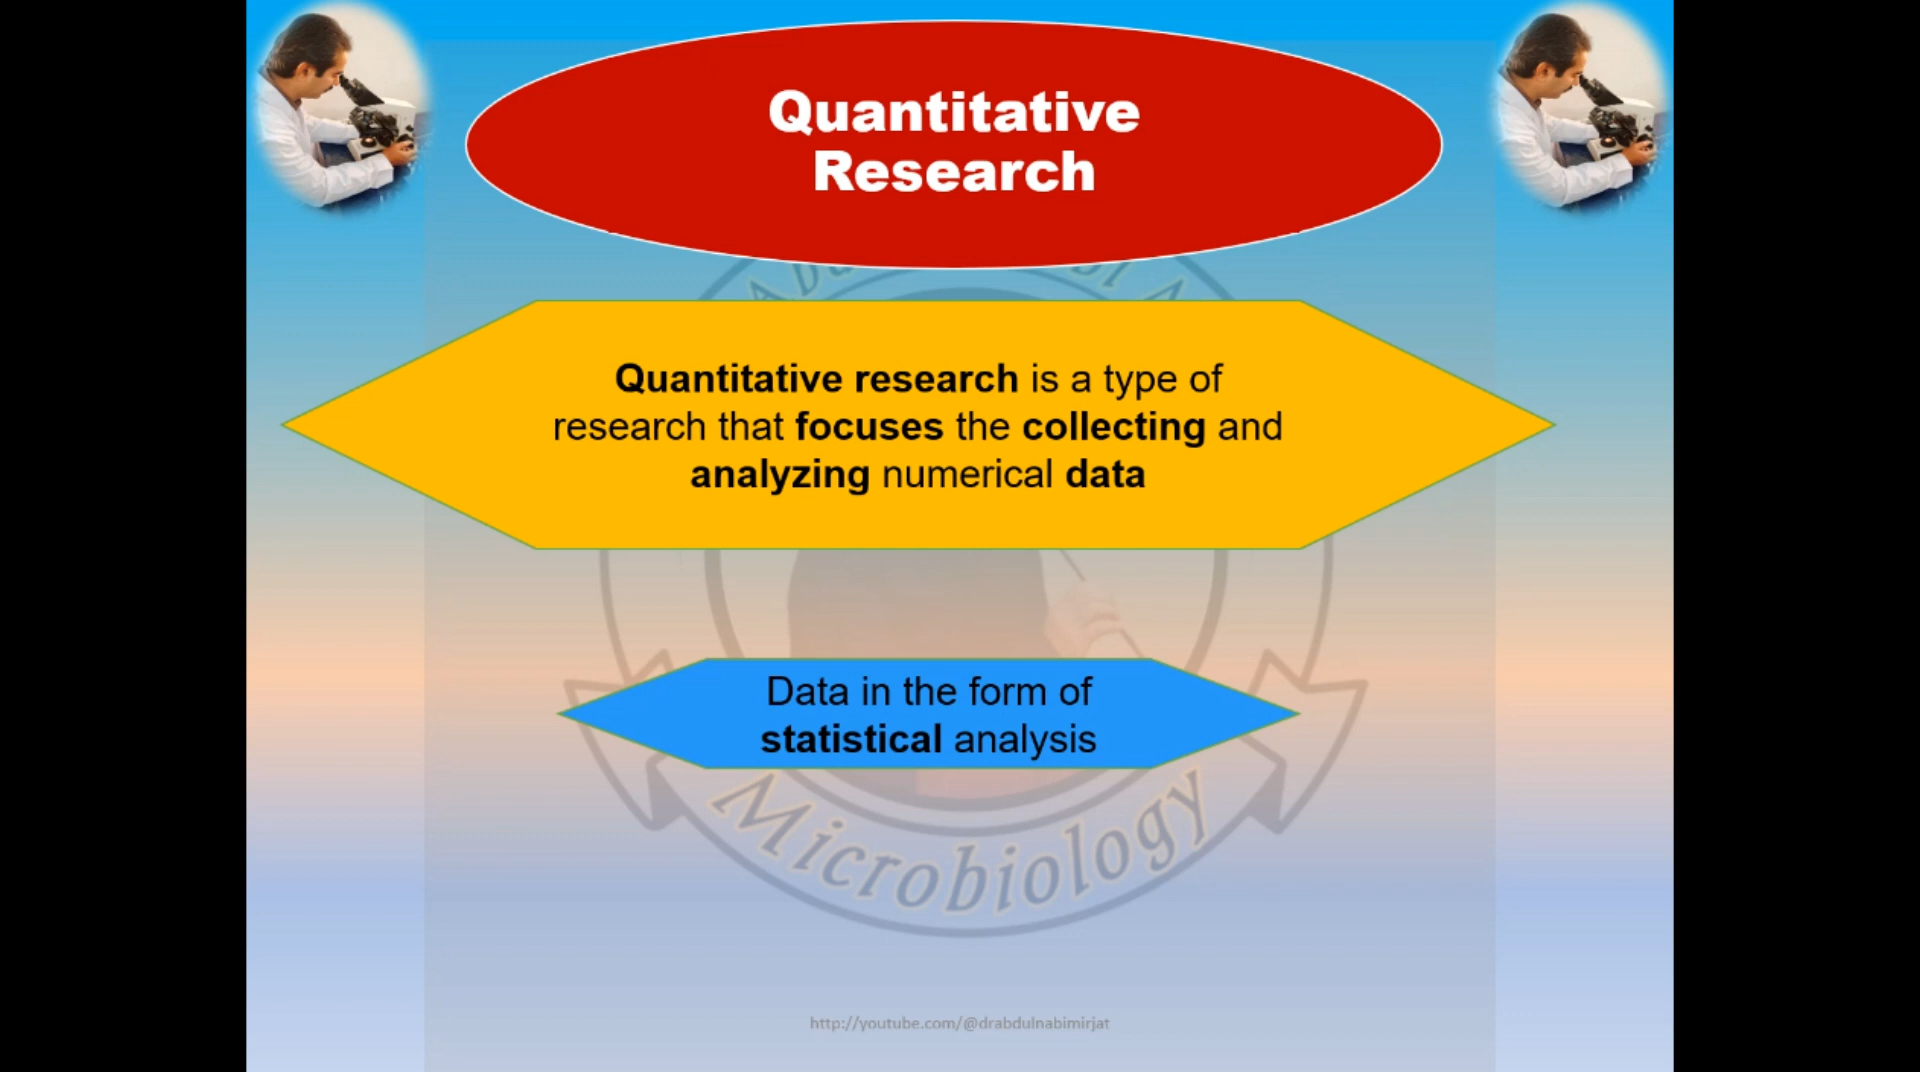 Quantitative
Research
Quantitative research is a type of
research that focuses the collecting and
analyzing numerical data
Data in the form of
statistical analysis
Microbiology
http://youtube.com/@drabdulnabimirjat